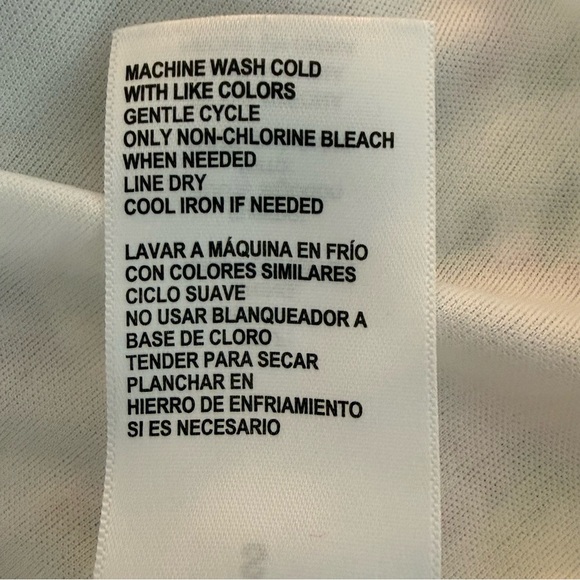 MACHINE WASH COLD
WITH LIKE COLORS
GENTLE CYCLE
ONLY NON-CHLORINE BLEACH
WHEN NEEDED
LINE DRY
COOL IRON IF NEEDED
LAVAR A MÁQUINA EN FRÍO
CON COLORES SIMILARES
CICLO SUAVE
NO USAR BLANQUEADOR A
BASE DE CLORO
TENDER PARA SECAR
PLANCHAR EN
HIERRO DE ENFRIAMIENTO
SI ES NECESARIO